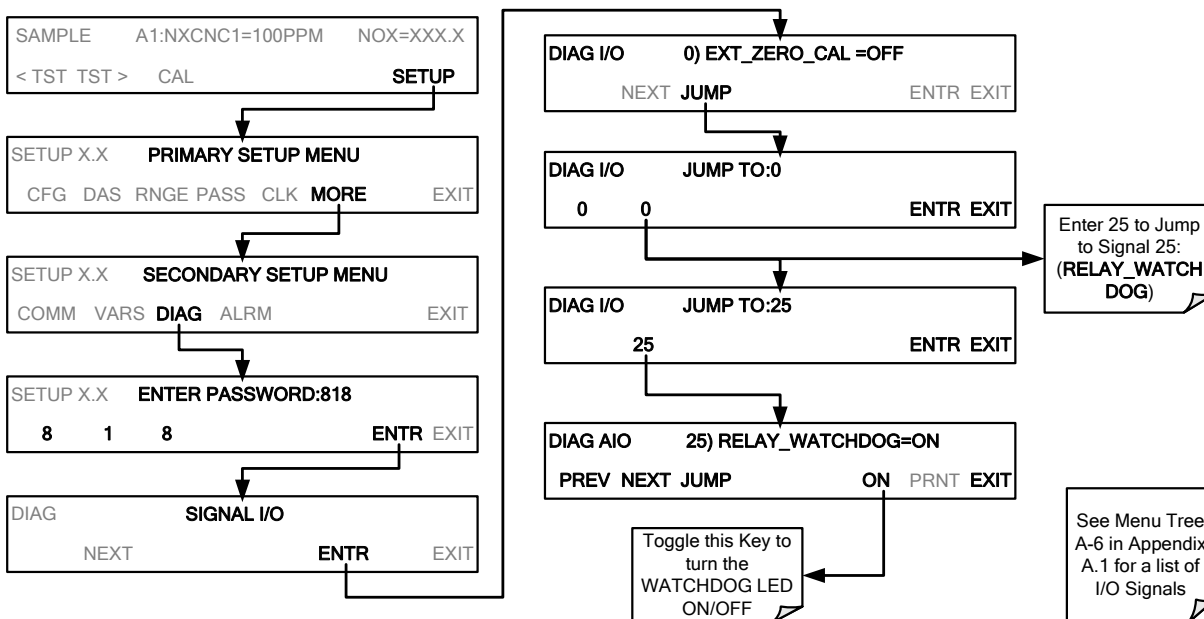 SAMPLE A1:NXCNC1=100PPM NOX=XXX.X
< TST TST > CAL SETUP
SETUP X.X PRIMARY SETUP MENU
CFG DAS RNGE PASS CLK MORE EXIT
SETUP X.X SECONDARY SETUP MENU
COMM VARS DIAG ALRM EXIT
SETUP X.X ENTER PASSWORD:818
8 1 8 ENTR EXIT
DIAG SIGNAL I/O
NEXT ENTR EXIT
DIAG I/O 0) EXT_ZERO_CAL =OFF
NEXT JUMP ENTR EXIT
DIAG I/O JUMP TO:0
0 0 ENTR EXIT
Enter 25 to Jump
to Signal 25:
(RELAY_WATCH
DOG)
DIAG I/O JUMP TO:25
25 ENTR EXIT
DIAG AIO 25) RELAY_WATCHDOG=ON
PREV NEXT JUMP ON PRNT EXIT
Toggle this Key to
turn the
WATCHDOG LED
ON/OFF
See Menu Tree
A-6 in Appendix
A.1 for a list of
I/O Signals